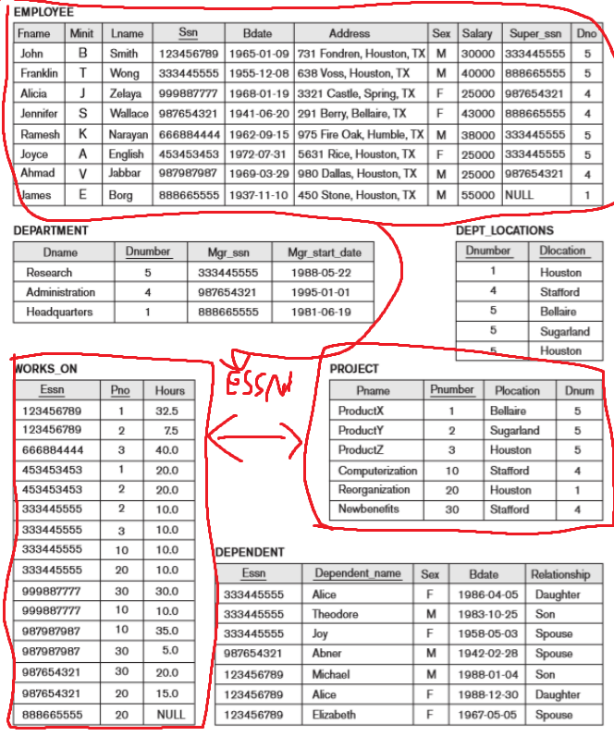 EMPLOYEE
Fname Minit Lname Ssn Bdate Address Sex Salary Super_ssn Dno
John B Smith 123456789 1965-01-09 731 Fondren, Houston, TX M 30000 333445555 5
Franklin T Wong 333445555 1955-12-08 638 Voss, Houston, TX M 40000 888665555 5
Alicia J Zelaya 999887777 1968-01-19 3321 Castle, Spring, TX F 25000 987654321 4
Jennifer S Wallace 987654321 1941-06-20 291 Berry, Bellaire, TX F 43000 888665555 4
Ramesh K Narayan 666884444 1962-09-15 975 Fire Oak, Humble, TX M 38000 333445555 5
Joyce A English 453453453 1972-07-31 5631 Rice, Houston, TX F 25000 333445555 5
Ahmad V Jabbar 987987987 1969-03-29 980 Dallas, Houston, TX M 25000 987654321 4
James E Borg 888665555 1937-11-10 450 Stone, Houston, TX M 55000 NULL 1
DEPARTMENT
Dname Dnumber Mgr_ssn Mgr_start_date
Research 5 333445555 1988-05-22
Administration 4 987654321 1995-01-01
Headquarters 1 888665555 1981-06-19
DEPT_LOCATIONS
Dnumber Dlocation
1 Houston
4 Stafford
5 Bellaire
5 Sugarland
5 Houston
WORKS_ON
Essn Pno Hours
123456789 1 32.5
123456789 2 7.5
666884444 3 40.0
453453453 1 20.0
453453453 2 20.0
333445555 2 10.0
333445555 3 10.0
333445555 10 10.0
333445555 20 10.0
999887777 30 30.0
999887777 10 10.0
987987987 10 35.0
987987987 30 5.0
987654321 30 20.0
987654321 20 15.0
888665555 20 NULL
ESSN
PROJECT
Pname Pnumber Plocation Dnum
ProductX 1 Bellaire 5
ProductY 2 Sugarland 5
ProductZ 3 Houston 5
Computerization 10 Stafford 4
Reorganization 20 Houston 1
Newbenefits 30 Stafford 4
DEPENDENT
Essn Dependent_name Sex Bdate Relationship
333445555 Alice F 1986-04-05 Daughter
333445555 Theodore M 1983-10-25 Son
333445555 Joy F 1958-05-03 Spouse
987654321 Abner M 1942-02-28 Spouse
123456789 Michael M 1988-01-04 Son
123456789 Alice F 1988-12-30 Daughter
123456789 Elizabeth F 1967-05-05 Spouse